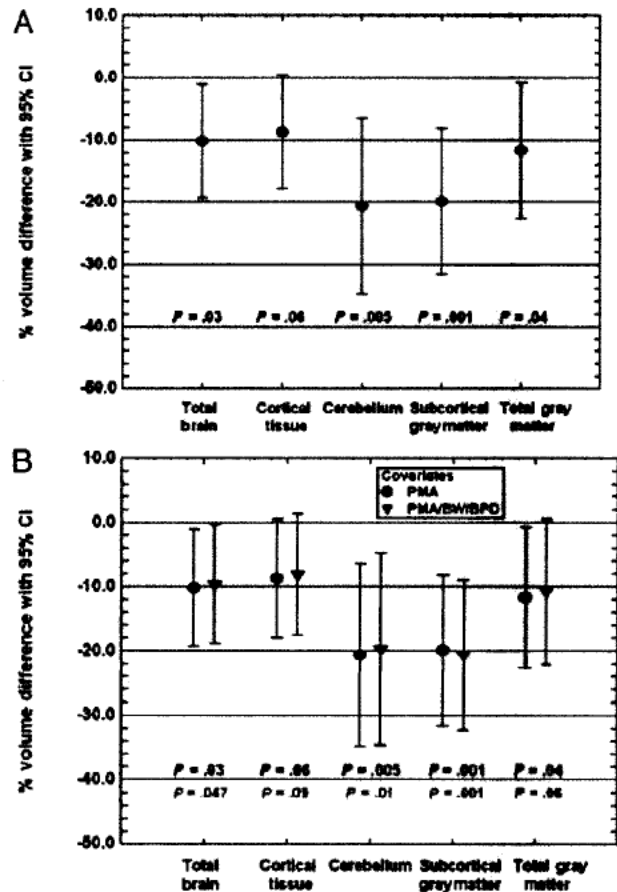 A
% volume difference with 95% CI
10.0
0.0
-10.0
-20.0
-30.0
-40.0
-50.0
P = .03 P = .06 P = .005 P = .001 P = .04
Total brain Cortical tissue Cerebellum Subcortical gray matter Total gray matter
B
% volume difference with 95% CI
10.0
0.0
-10.0
-20.0
-30.0
-40.0
-50.0
Covariates
PMA
PMA/BW/BPD
P = .03 P = .06 P = .005 P = .001 P = .04
P = .047 P = .09 P = .01 P = .001 P = .06
Total brain Cortical tissue Cerebellum Subcortical gray matter Total gray matter